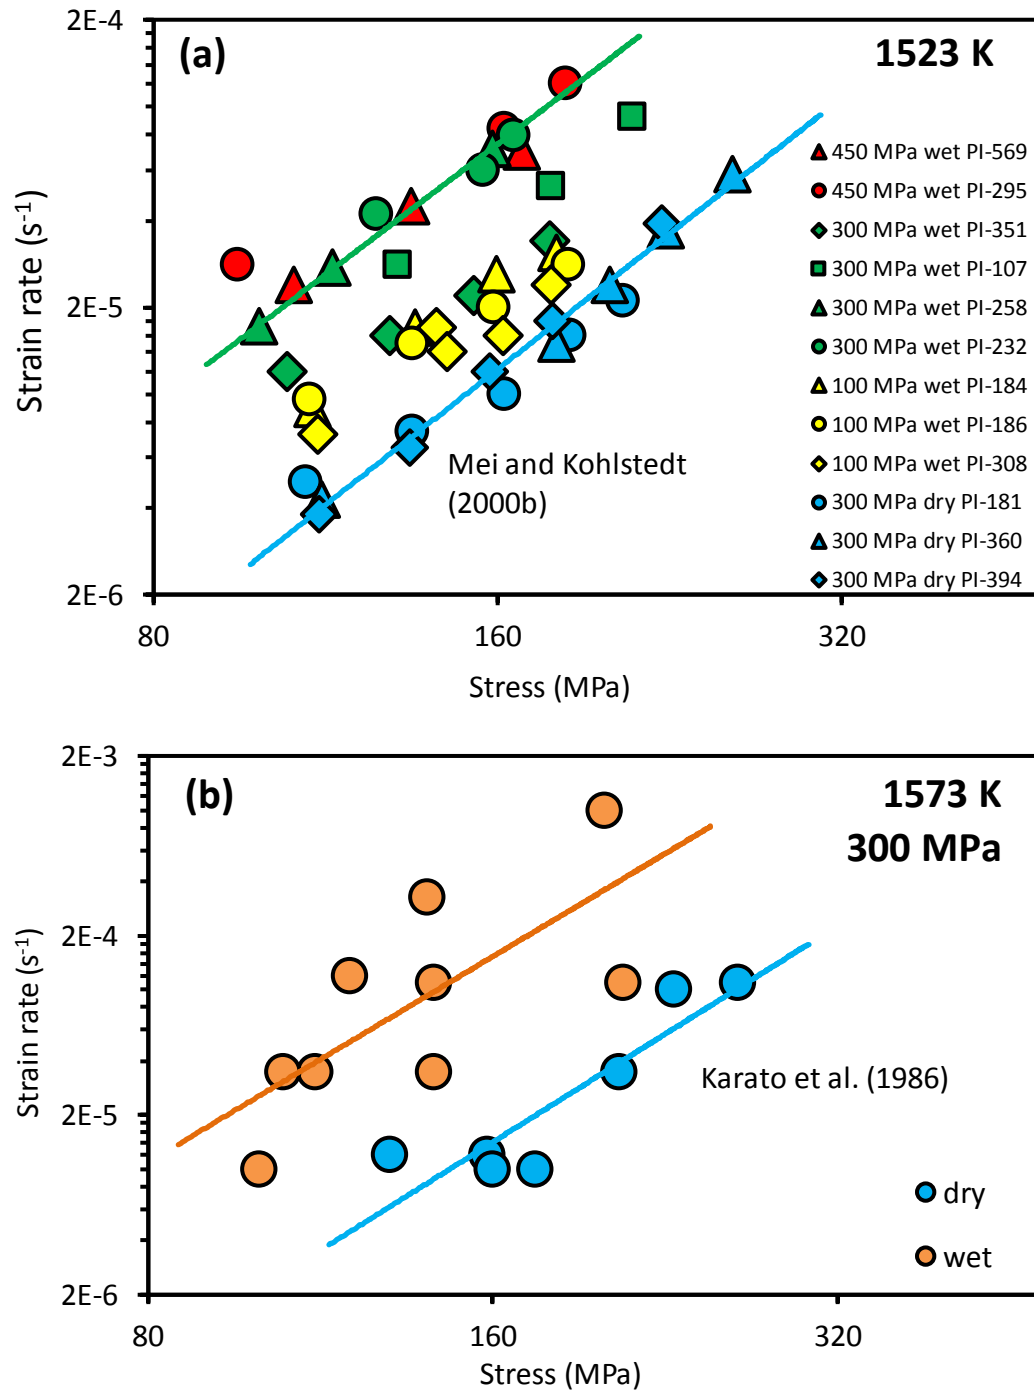 2E-4
(a)
1523 K
450 MPa wet PI-569
450 MPa wet PI-295
300 MPa wet PI-351
300 MPa wet PI-107
300 MPa wet PI-258
300 MPa wet PI-232
100 MPa wet PI-184
100 MPa wet PI-186
100 MPa wet PI-308
300 MPa dry PI-181
300 MPa dry PI-360
300 MPa dry PI-394
Strain rate (s⁻¹)
2E-5
Mei and Kohlstedt
(2000b)
2E-6
80
160
320
Stress (MPa)
2E-3
(b)
1573 K
300 MPa
2E-4
Strain rate (s⁻¹)
Karato et al. (1986)
2E-5
dry
wet
2E-6
80
160
320
Stress (MPa)